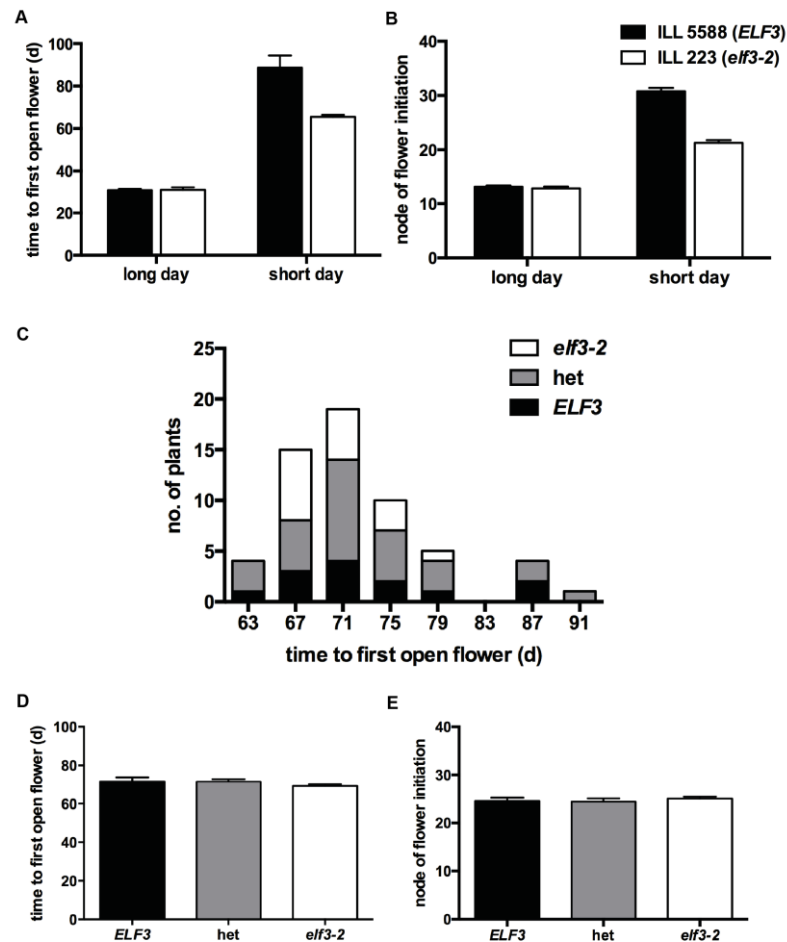 A
time to first open flower (d)
100
80
60
40
20
0
long day
short day
B
node of flower initiation
40
30
20
10
0
long day
short day
ILL 5588 (ELF3)
ILL 223 (elf3-2)
C
no. of plants
25
20
15
10
5
0
63 67 71 75 79 83 87 91
time to first open flower (d)
elf3-2
het
ELF3
D
time to first open flower (d)
100
80
60
40
20
0
ELF3 het elf3-2
E
node of flower initiation
40
30
20
10
0
ELF3 het elf3-2